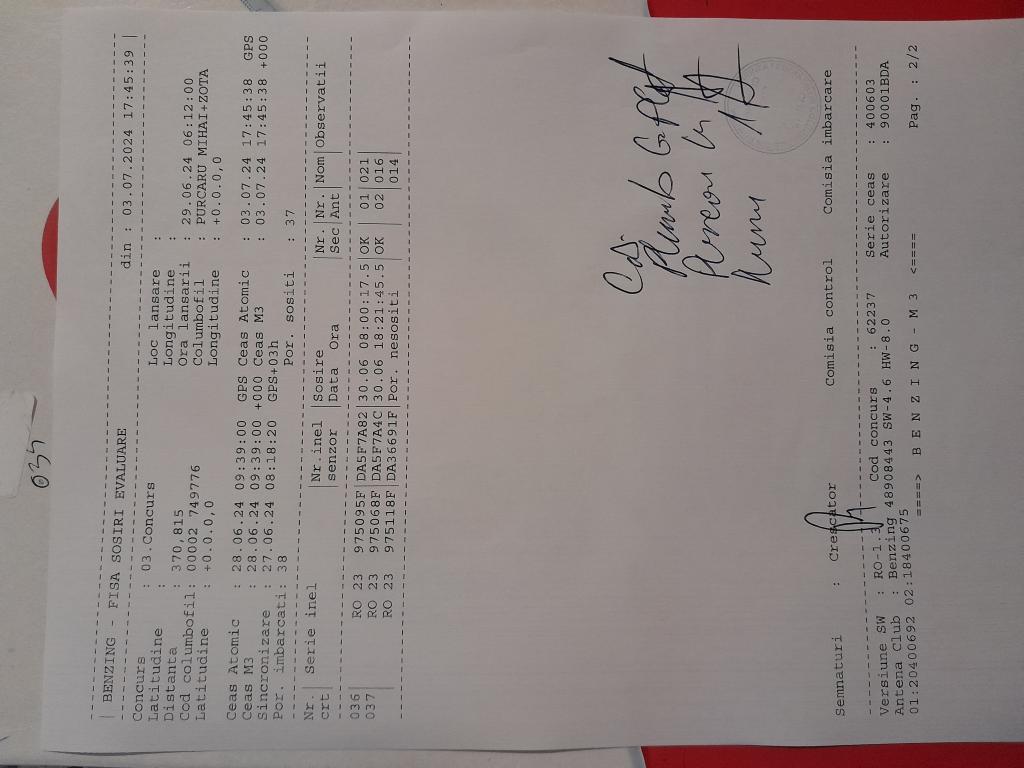 034
| BENZING - FISA SOSIRI EVALUARE din : 03.07.2024 17:45:39 |
Concurs : 03.Concurs Loc lansare :
Latitudine : Longitudine :
Distanta : 370,815 Ora lansarii : 29.06.24 06:12:00
Cod columbofil: 00002 749776 Columbofil : PURCARU MIHAI+ZOTA
Latitudine : +0.0.0,0 Longitudine : +0.0.0,0
Ceas Atomic : 28.06.24 09:39:00 GPS Ceas Atomic : 03.07.24 17:45:38 GPS
Ceas M3 : 28.06.24 09:39:00 +000 Ceas M3 : 03.07.24 17:45:38 +000
Sincronizare : 27.06.24 08:18:20 GPS+03h
Por. imbarcati: 38 Por. sositi : 37
Nr.| Serie inel |Nr.inel |Sosire |Nr.|Nr.|Nom|Observatii
crt| |senzor |Data Ora |Sec|Ant| |
036 RO 23 975095F |DA5F7A82|30.06 08:00:17.5|OK | 01|021|
037 RO 23 975068F |DA5F7A4C|30.06 18:21:45.5|OK | 02|016|
RO 23 975118F |DA36691F|Por. nesositi | | |014|
Semnaturi : Crescator Comisia control Comisia imbarcare
Versiune SW : RO-1.3 Cod concurs : 62237 Serie ceas : 400603
Antena Club : Benzing 48908443 SW-4.6 HW-8.0 Autorizare : 90001BDA
01:20400692 02:18400675
====> B E N Z I N G - M 3 <==== Pag. : 2/2